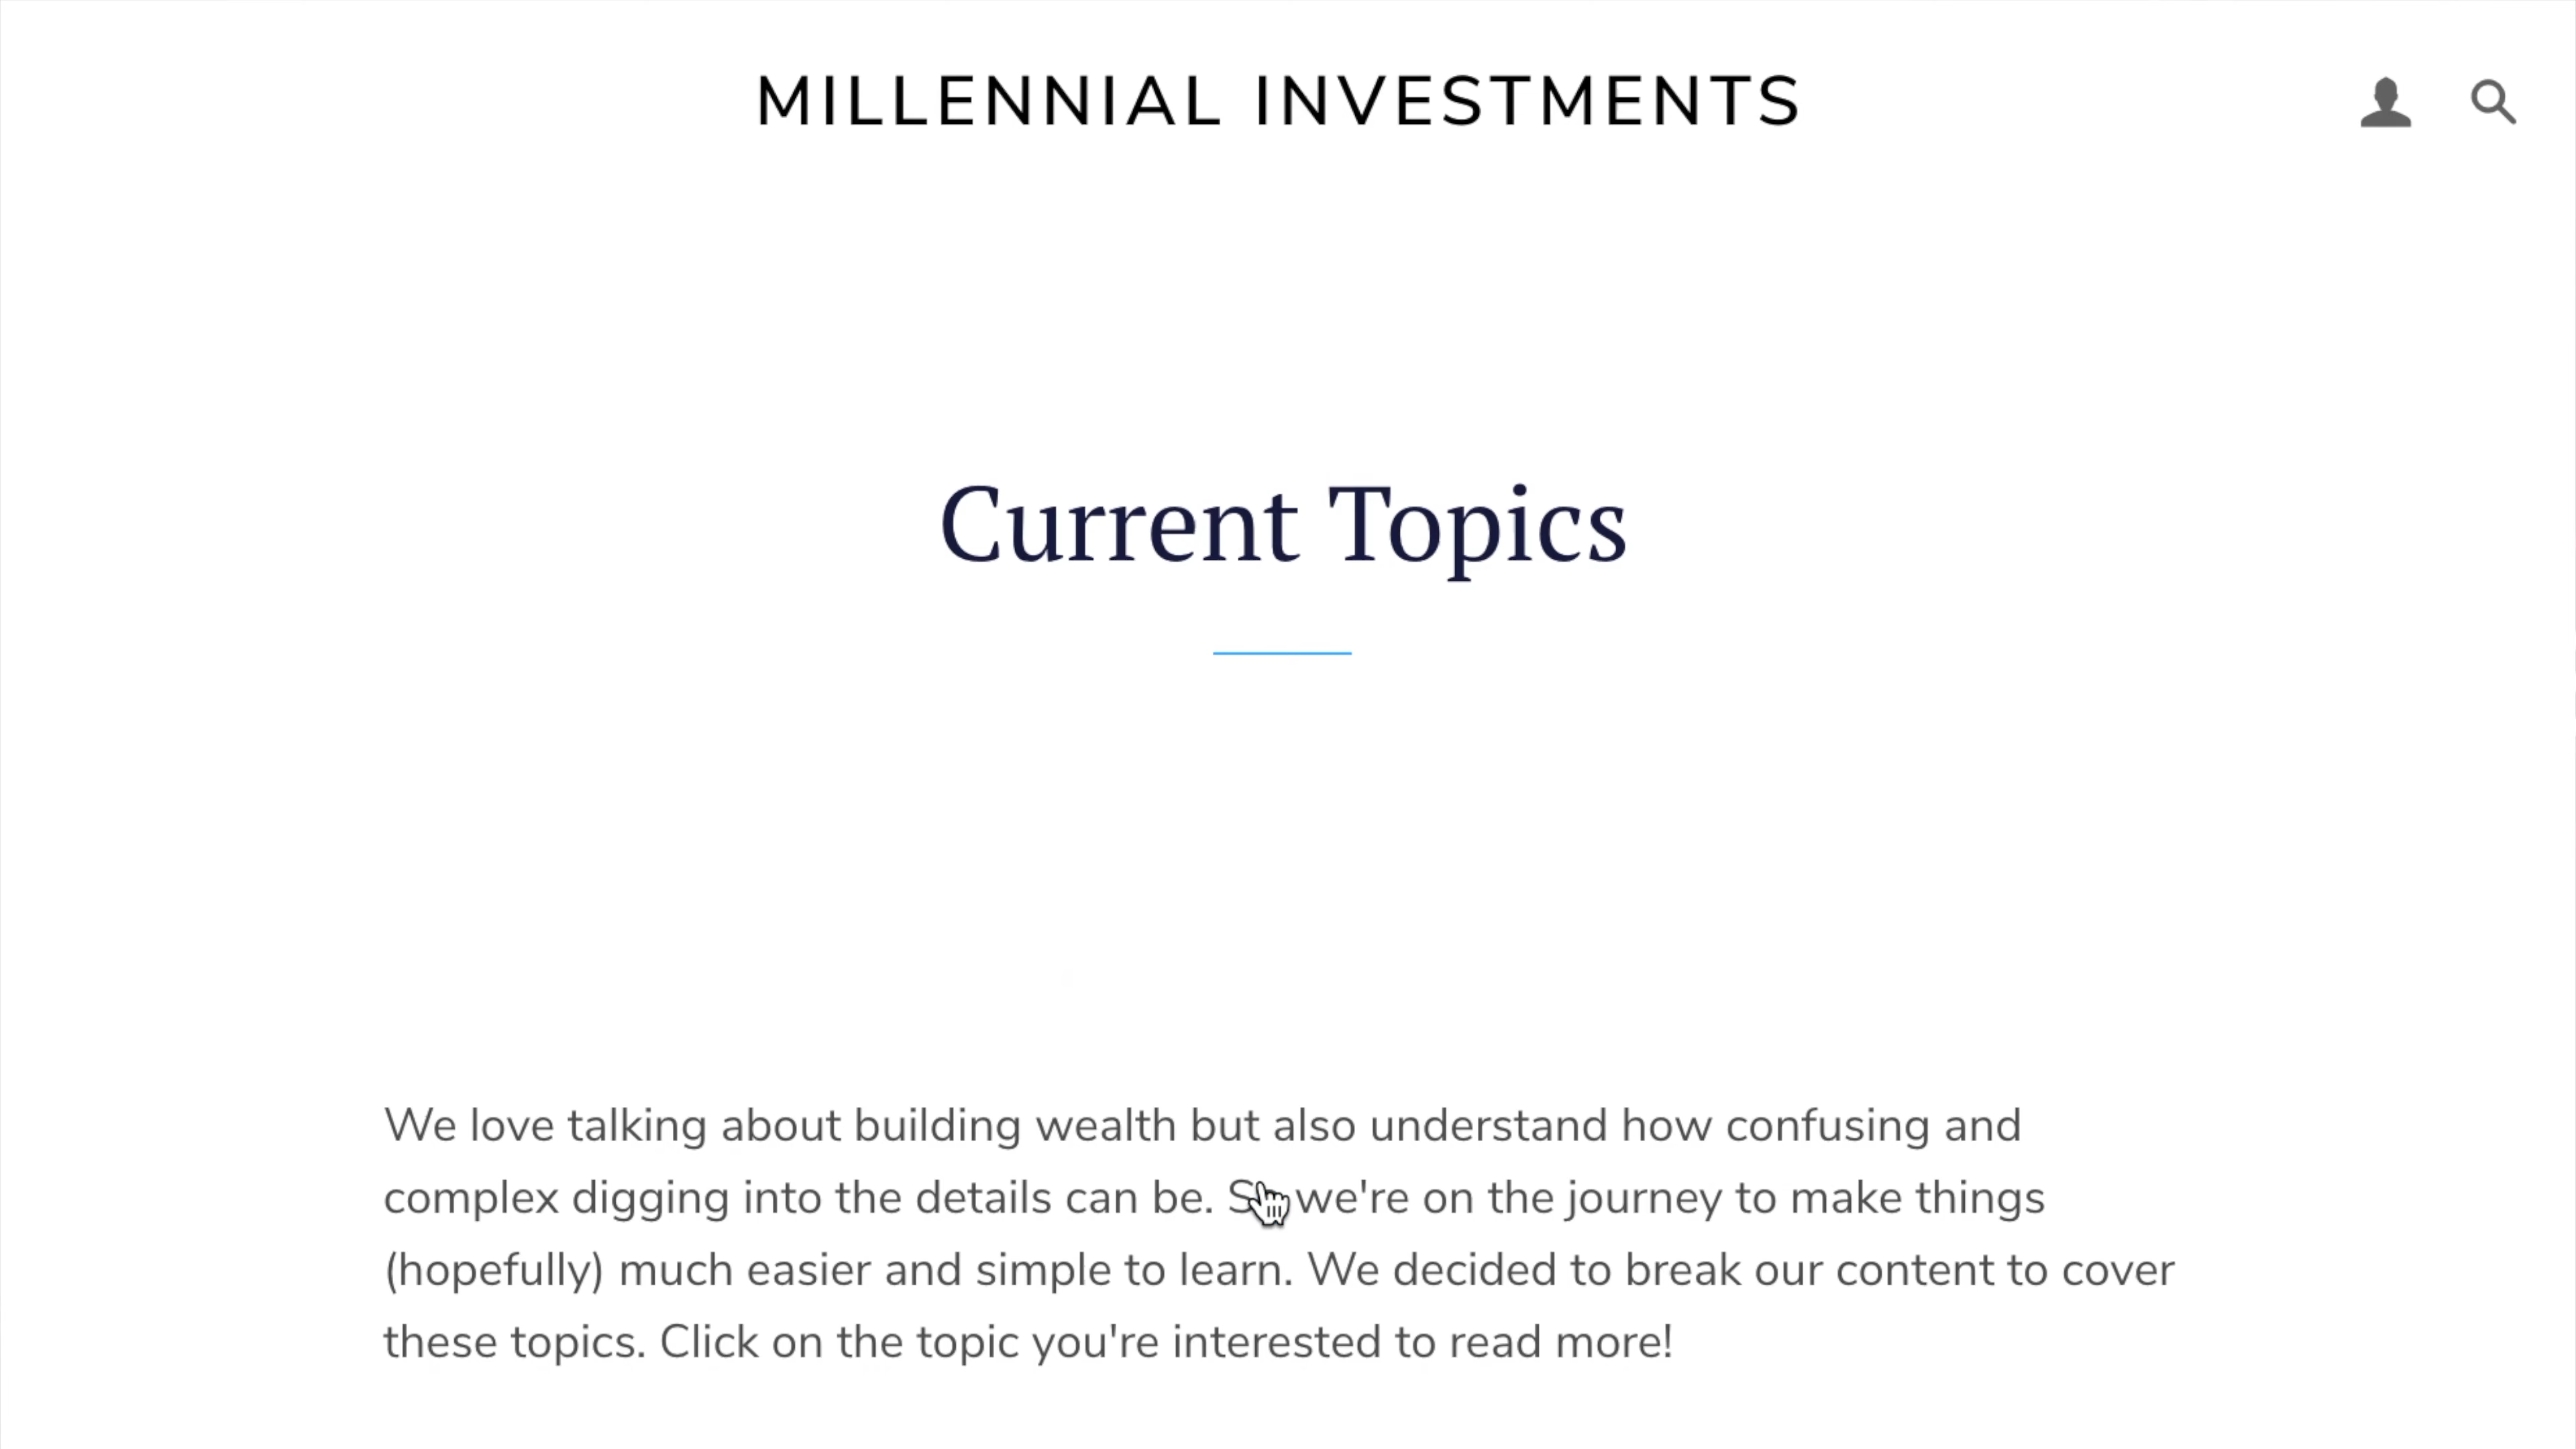 MILLENNIAL INVESTMENTS
Current Topics
We love talking about building wealth but also understand how confusing and
complex digging into the details can be. So we're on the journey to make things
(hopefully) much easier and simple to learn. We decided to break our content to cover
these topics. Click on the topic you're interested to read more!